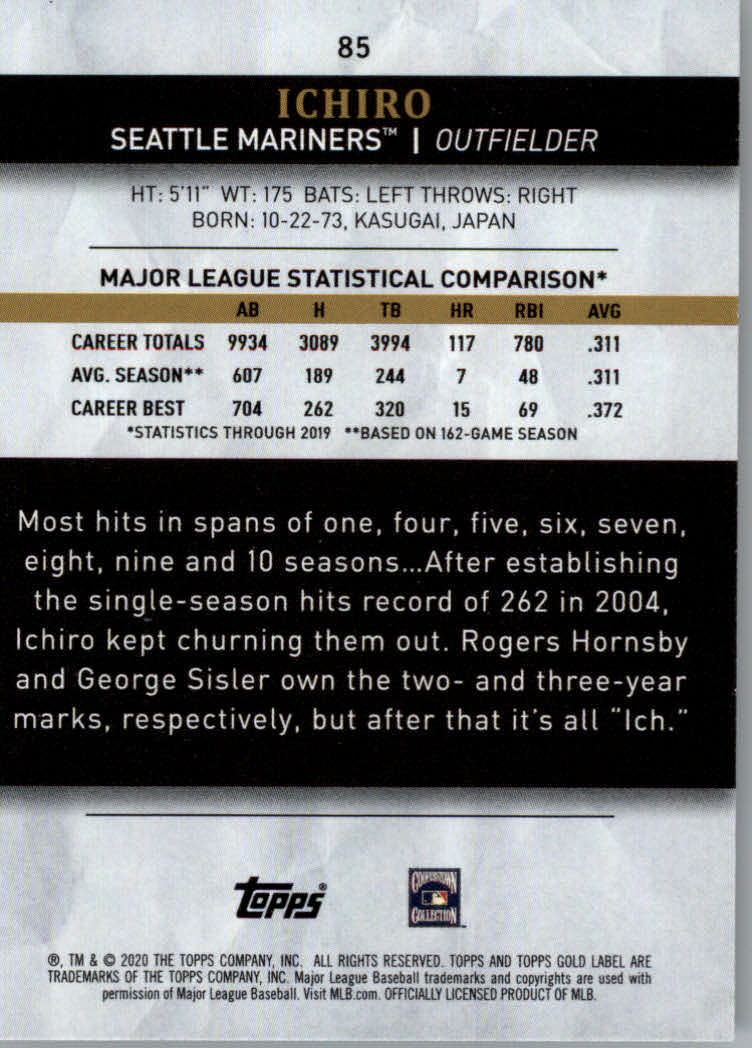 85
ICHIRO
SEATTLE MARINERS™ | OUTFIELDER
HT: 5'11" WT: 175 BATS: LEFT THROWS: RIGHT
BORN: 10-22-73, KASUGAI, JAPAN
MAJOR LEAGUE STATISTICAL COMPARISON*
AB H TB HR RBI AVG
CAREER TOTALS 9934 3089 3994 117 780 .311
AVG. SEASON** 607 189 244 7 48 .311
CAREER BEST 704 262 320 15 69 .372
*STATISTICS THROUGH 2019 **BASED ON 162-GAME SEASON
Most hits in spans of one, four, five, six, seven,
eight, nine and 10 seasons...After establishing
the single-season hits record of 262 in 2004,
Ichiro kept churning them out. Rogers Hornsby
and George Sisler own the two- and three-year
marks, respectively, but after that it's all "Ich."
topps®
COOPERSTOWN
COLLECTION™
®, TM & © 2020 THE TOPPS COMPANY, INC. ALL RIGHTS RESERVED. TOPPS AND TOPPS GOLD LABEL ARE
TRADEMARKS OF THE TOPPS COMPANY, INC. Major League Baseball trademarks and copyrights are used with
permission of Major League Baseball. Visit MLB.com. OFFICIALLY LICENSED PRODUCT OF MLB.